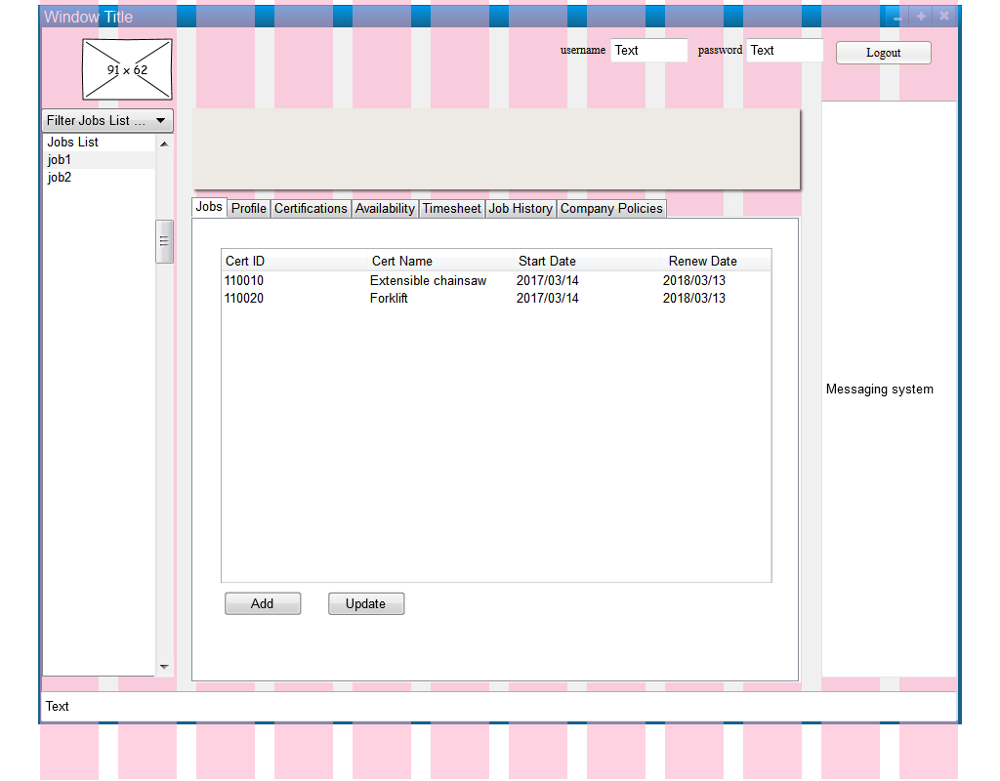 Window Title
91 x 62
username Text password Text Logout
Filter Jobs List ...
Jobs List
job1
job2
Jobs Profile Certifications Availability Timesheet Job History Company Policies
Cert ID Cert Name Start Date Renew Date
110010 Extensible chainsaw 2017/03/14 2018/03/13
110020 Forklift 2017/03/14 2018/03/13
Messaging system
Add Update
Text